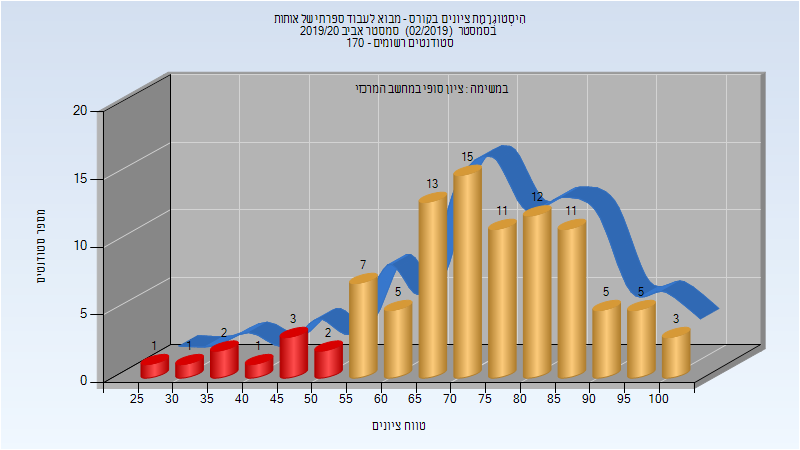 היסטוגרמת ציונים בקורס - מבוא לעבוד ספרתי של אותות
בסמסטר (02/2019) סמסטר אביב 2019/20
סטודנטים רשומים - 170
במשימה : ציון סופי במחשב המרכזי
מספר סטודנטים
20
15
10
5
0
1 1 2 1 3 2 7 5 13 15 11 12 11 5 5 3
25 30 35 40 45 50 55 60 65 70 75 80 85 90 95 100
טווח ציונים